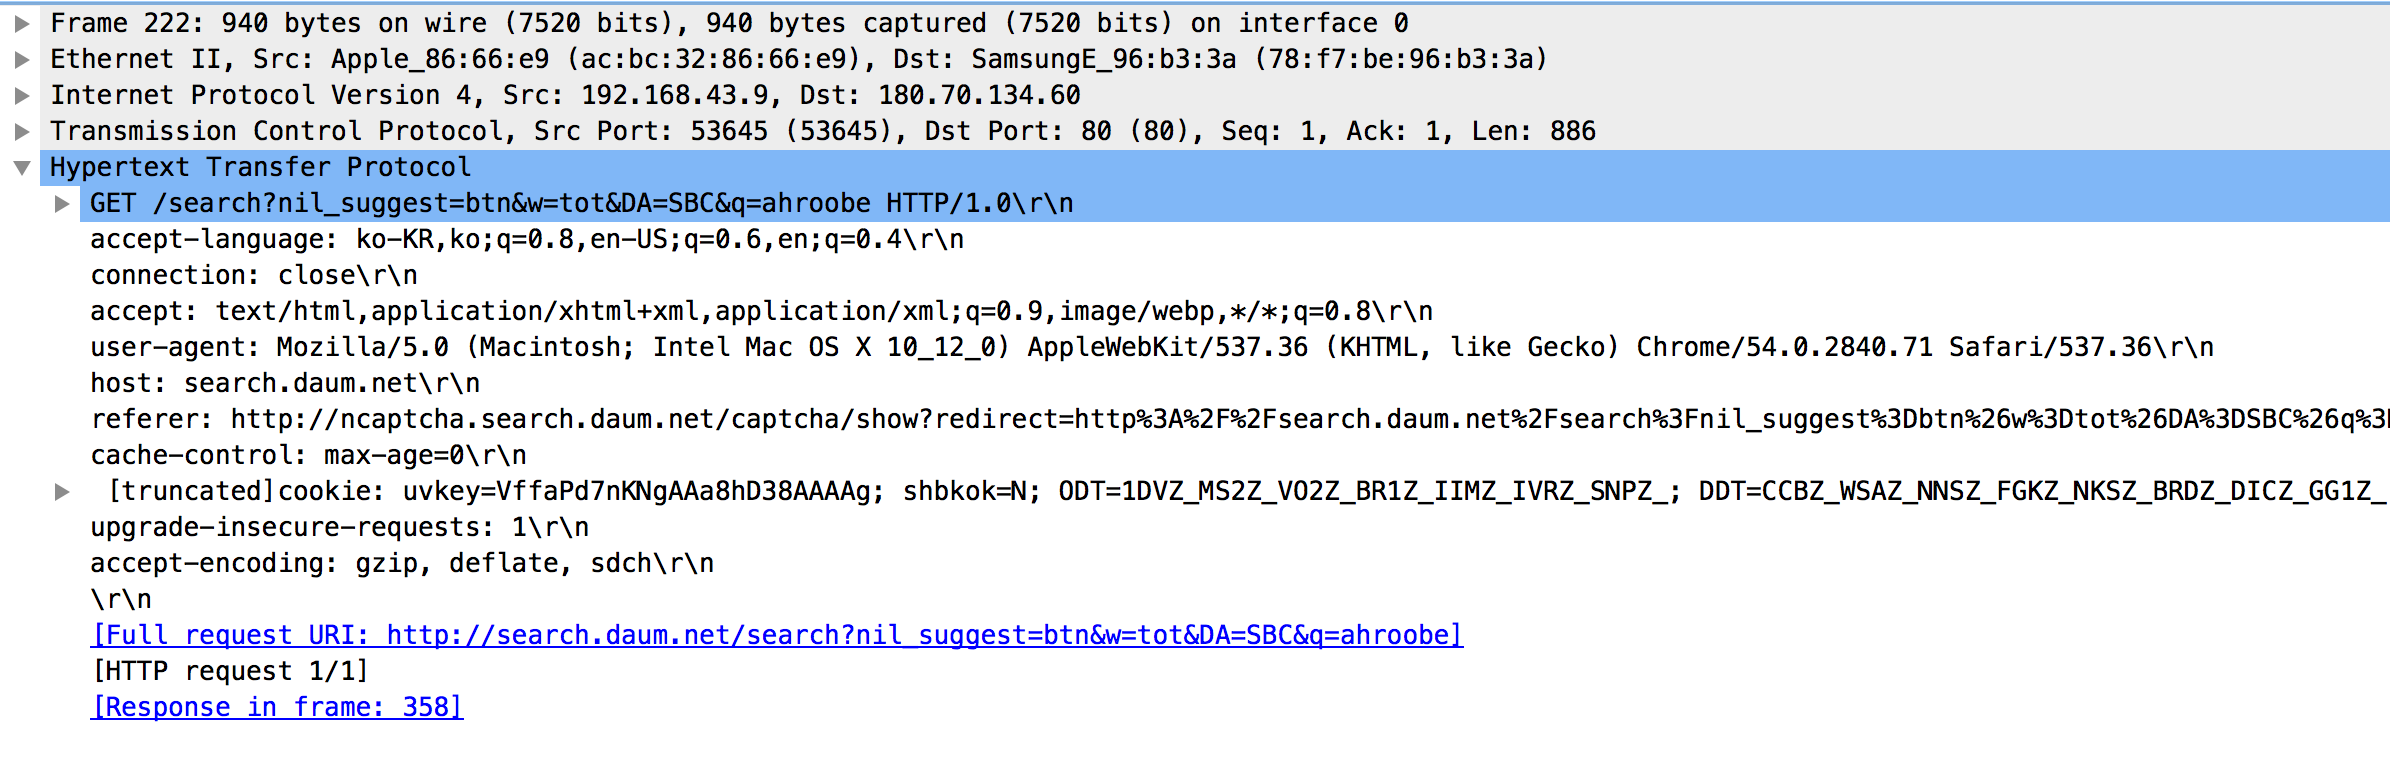 Frame 222: 940 bytes on wire (7520 bits), 940 bytes captured (7520 bits) on interface 0
Ethernet II, Src: Apple_86:66:e9 (ac:bc:32:86:66:e9), Dst: SamsungE_96:b3:3a (78:f7:be:96:b3:3a)
Internet Protocol Version 4, Src: 192.168.43.9, Dst: 180.70.134.60
Transmission Control Protocol, Src Port: 53645 (53645), Dst Port: 80 (80), Seq: 1, Ack: 1, Len: 886
Hypertext Transfer Protocol
GET /search?nil_suggest=btn&w=tot&DA=SBC&q=ahroobe HTTP/1.0\r\n
accept-language: ko-KR,ko;q=0.8,en-US;q=0.6,en;q=0.4\r\n
connection: close\r\n
accept: text/html,application/xhtml+xml,application/xml;q=0.9,image/webp,*/*;q=0.8\r\n
user-agent: Mozilla/5.0 (Macintosh; Intel Mac OS X 10_12_0) AppleWebKit/537.36 (KHTML, like Gecko) Chrome/54.0.2840.71 Safari/537.36\r\n
host: search.daum.net\r\n
referer: http://ncaptcha.search.daum.net/captcha/show?redirect=http%3A%2F%2Fsearch.daum.net%2Fsearch%3Fnil_suggest%3Dbtn%26w%3Dtot%26DA%3DSBC%26q%3
cache-control: max-age=0\r\n
[truncated]cookie: uvkey=VffaPd7nKNgAAa8hD38AAAAg; shbkok=N; ODT=1DVZ_MS2Z_VO2Z_BR1Z_IIMZ_IVRZ_SNPZ_; DDT=CCBZ_WSAZ_NNSZ_FGKZ_NKSZ_BRDZ_DICZ_GG1Z_
upgrade-insecure-requests: 1\r\n
accept-encoding: gzip, deflate, sdch\r\n
\r\n
[Full request URI: http://search.daum.net/search?nil_suggest=btn&w=tot&DA=SBC&q=ahroobe]
[HTTP request 1/1]
[Response in frame: 358]